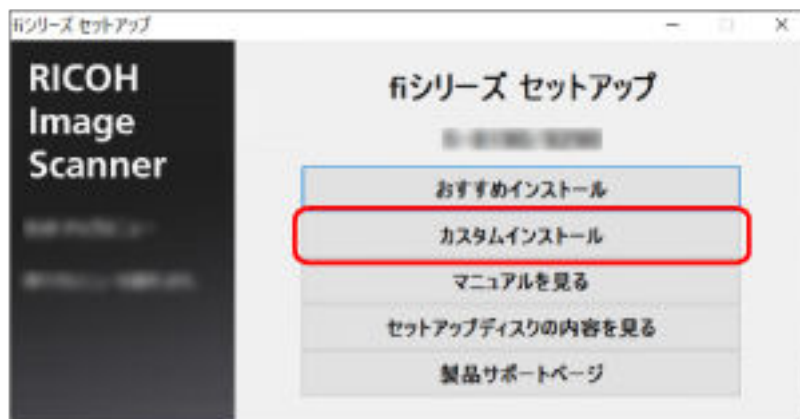 fiシリーズ セットアップ
RICOH
Image
Scanner
fiシリーズ セットアップ
おすすめインストール
カスタムインストール
マニュアルを見る
セットアップディスクの内容を見る
製品サポートページ